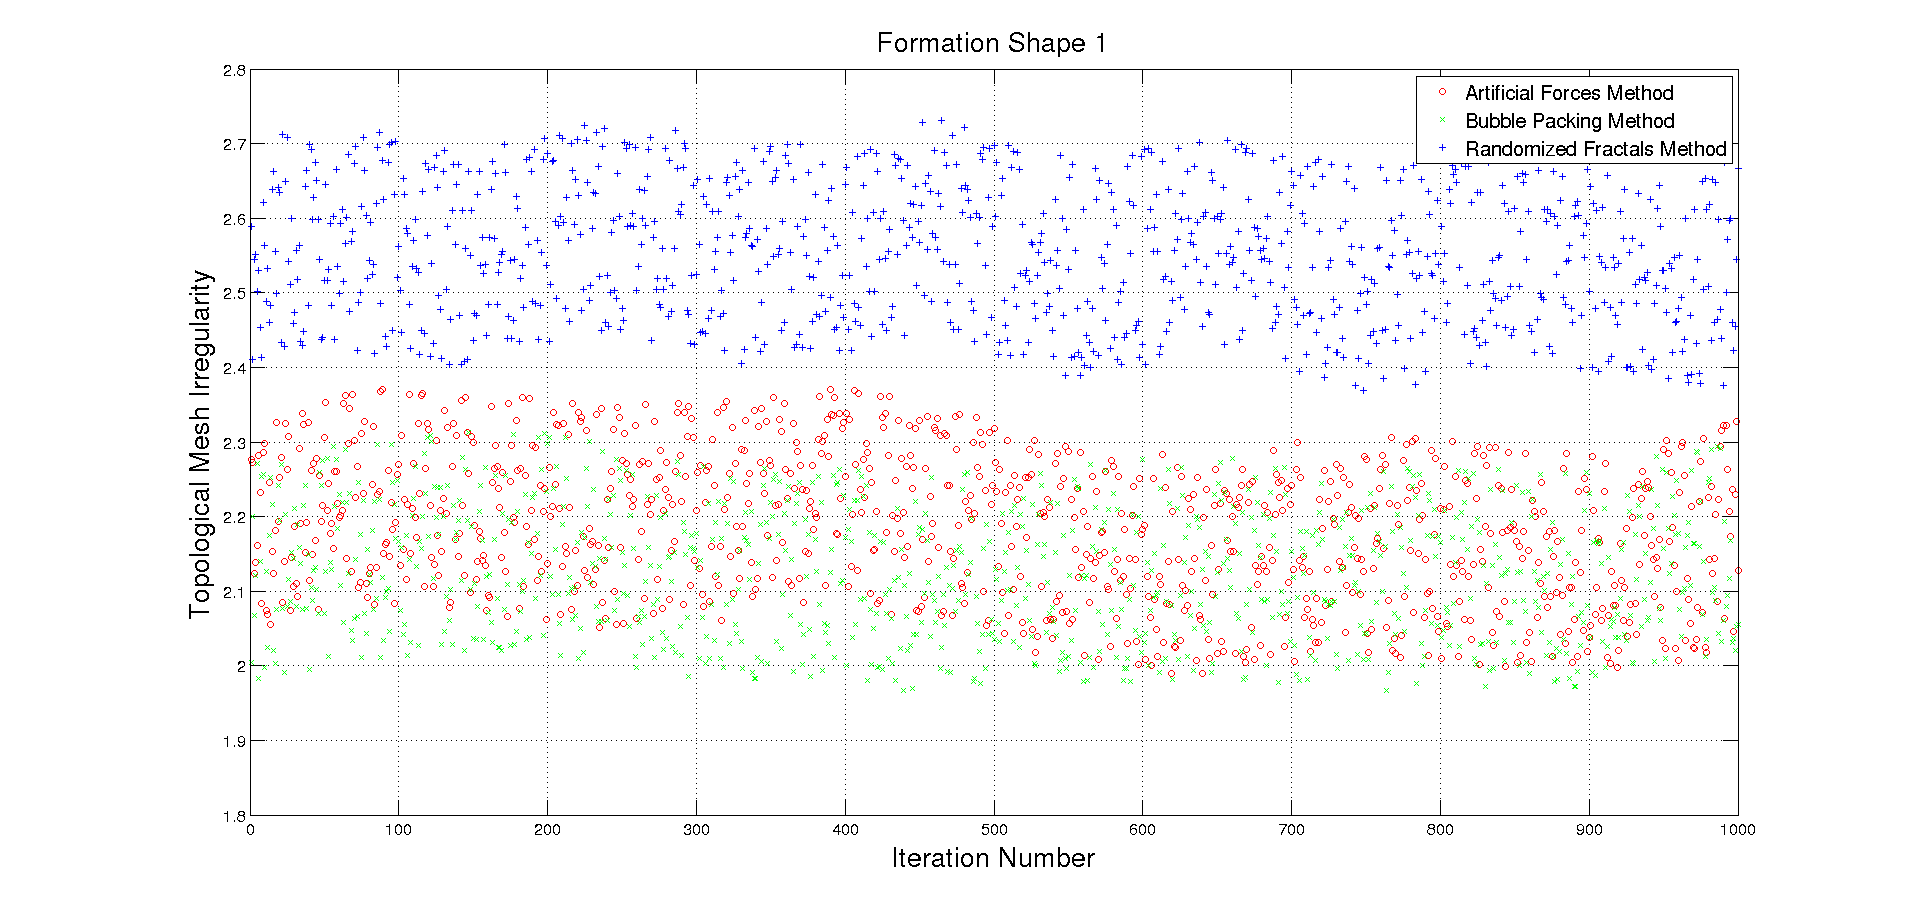 Formation Shape 1
2.8
2.7
2.6
2.5
2.4
2.3
2.2
2.1
2
1.9
1.8
Topological Mesh Irregularity
Artificial Forces Method
Bubble Packing Method
Randomized Fractals Method
0 100 200 300 400 500 600 700 800 900 1000
Iteration Number